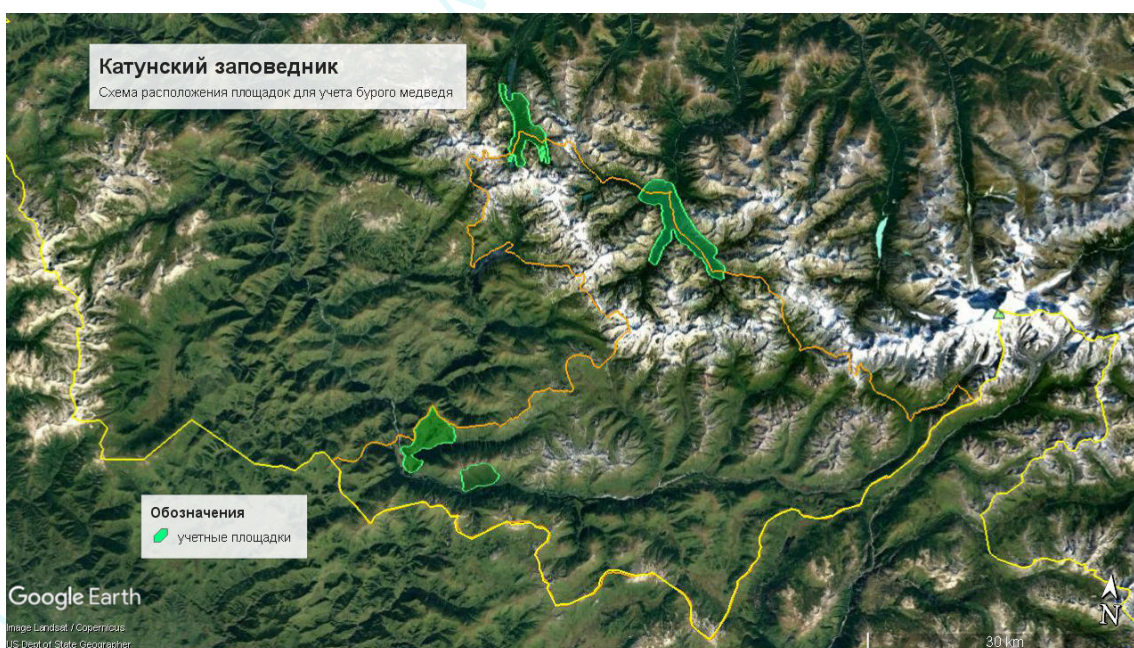 Катунский заповедник
Схема расположения площадок для учета бурого медведя
Обозначения
учетные площадки
Google Earth
Image Landsat / Copernicus
US Dept of State Geographer
N
30 km